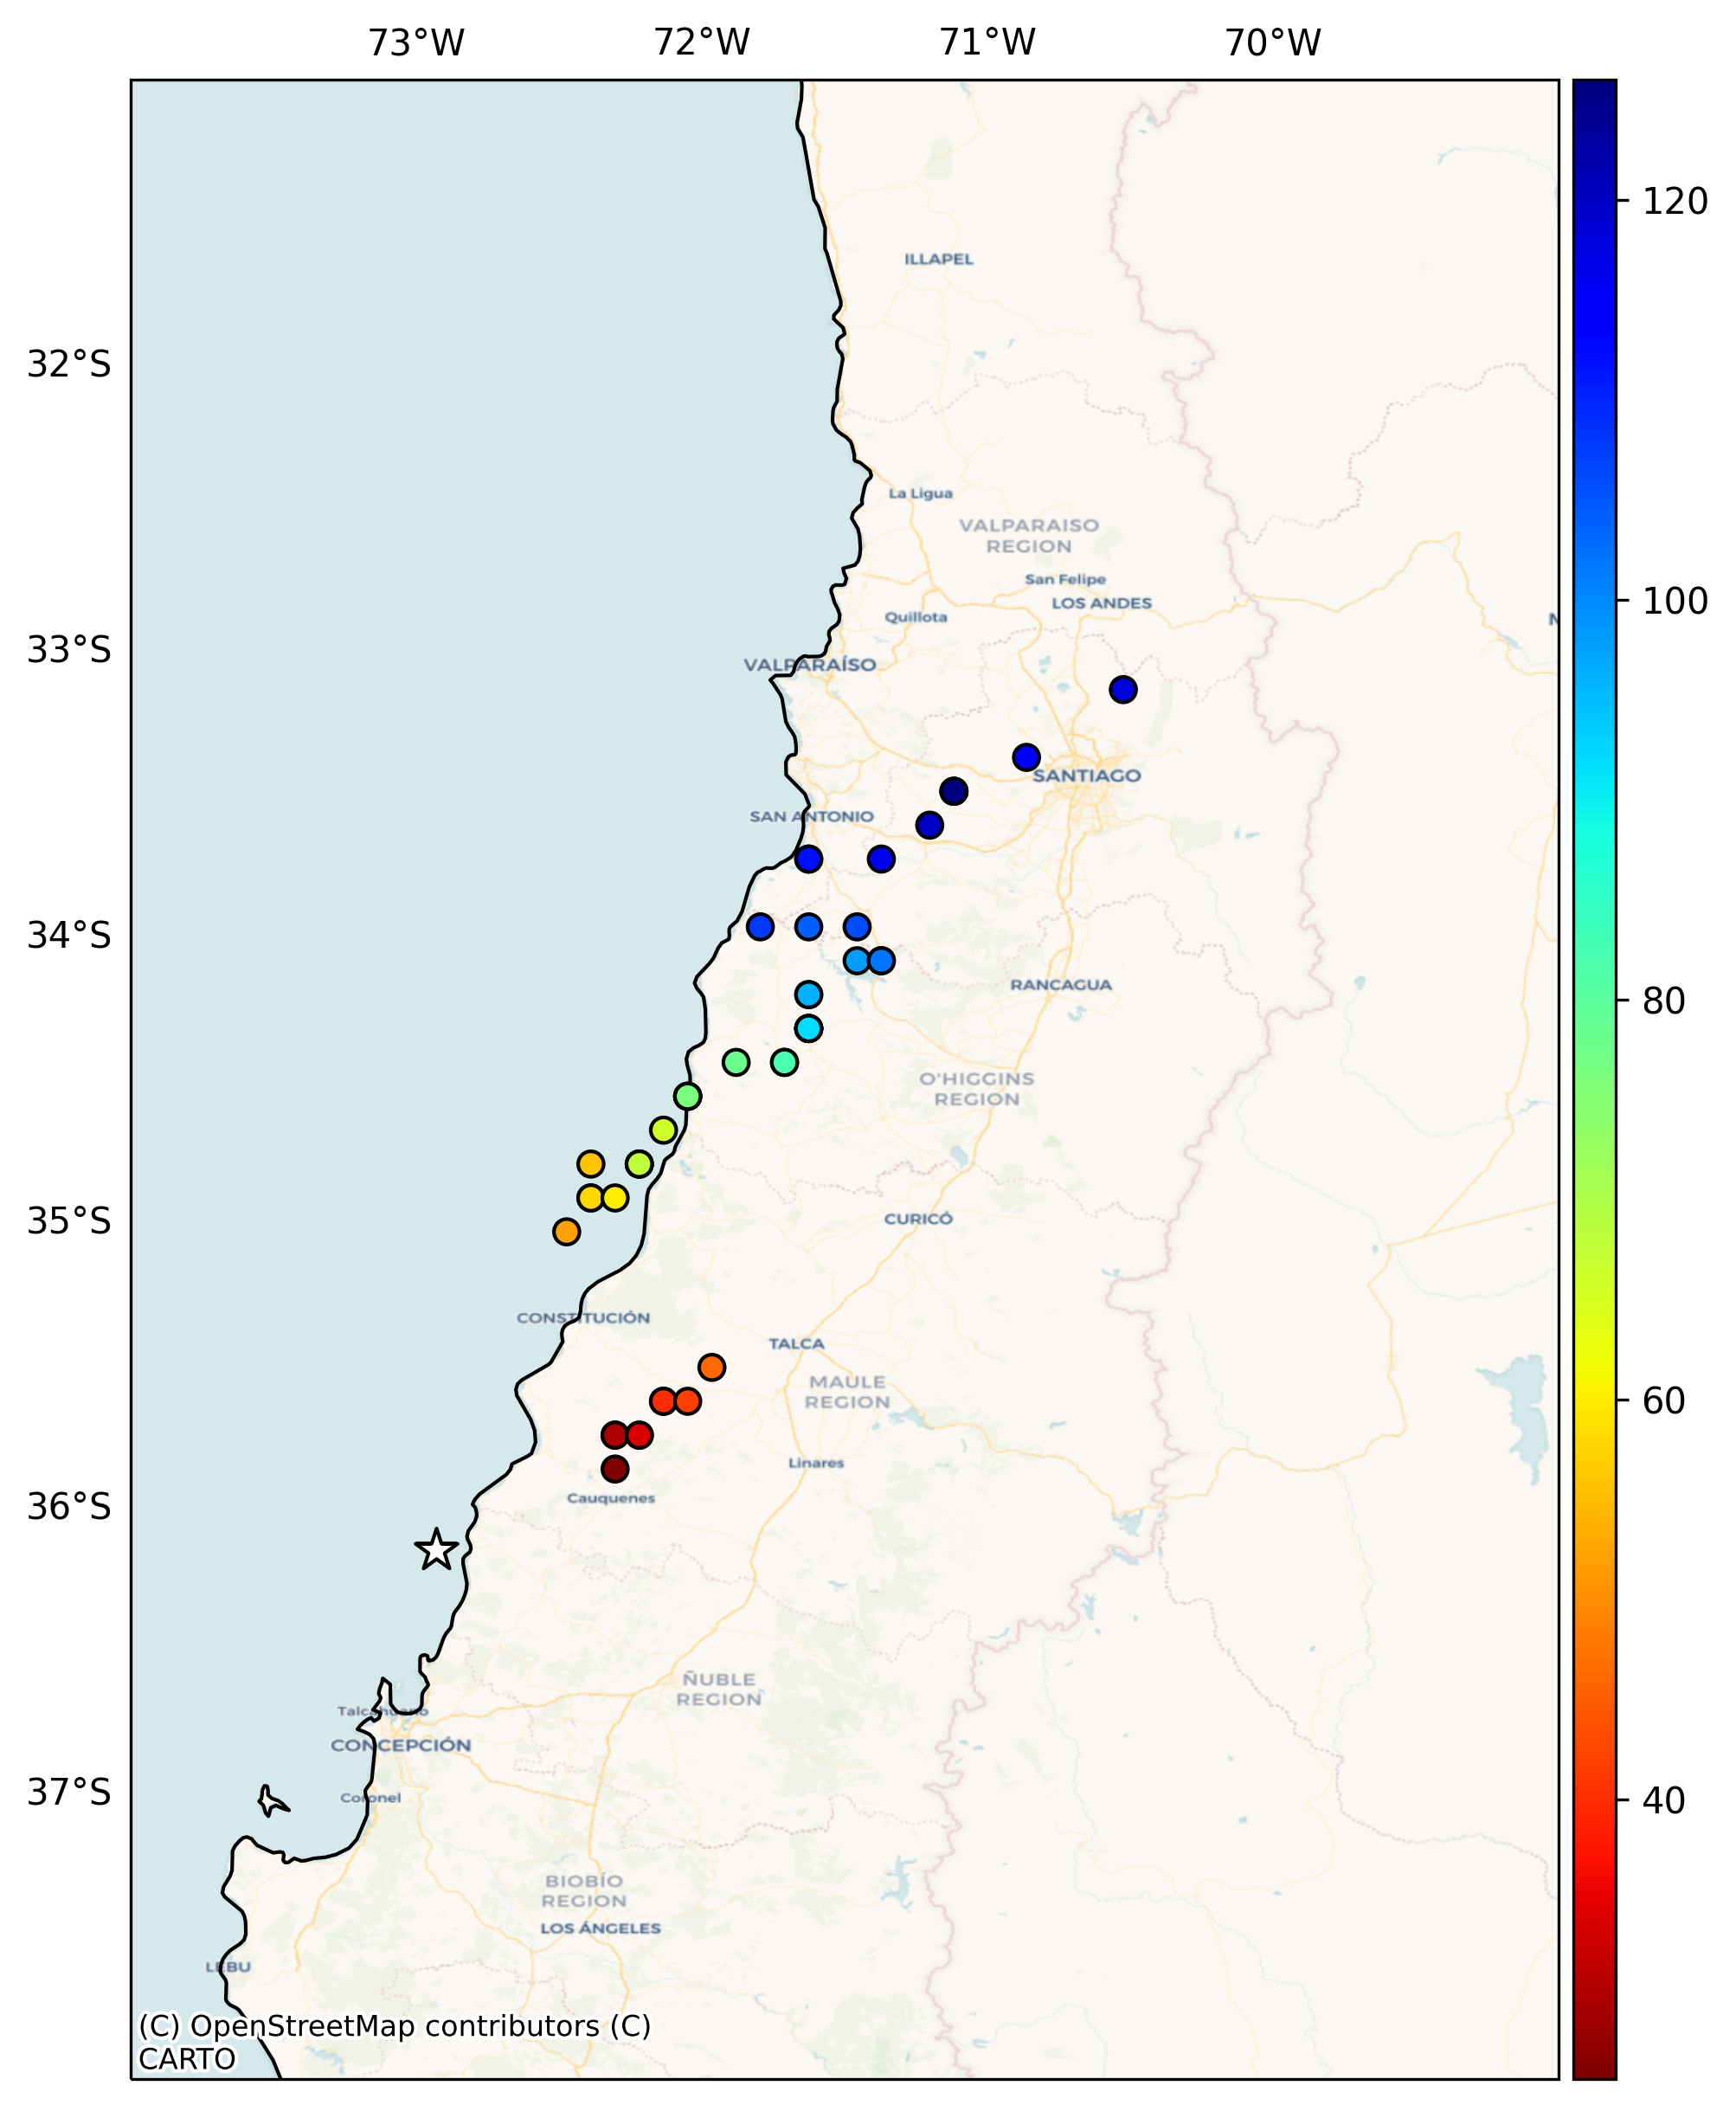 73°W 72°W 71°W 70°W
120
ILLAPEL
32°S
La Ligua
VALPARAISO
REGION
San Felipe
100
LOS ANDES
Quillota
33°S
VALPARAÍSO
SANTIAGO
SAN ANTONIO
34°S
RANCAGUA
80
O'HIGGINS
REGION
35°S
CURICÓ
CONSTITUCIÓN
TALCA
MAULE
REGION
60
Linares
Cauquenes
36°S
ÑUBLE
REGION
Talcahuano
CONCEPCIÓN
37°S
Coronel
40
BIOBÍO
REGION
LOS ÁNGELES
LEBU
(C) OpenStreetMap contributors (C)
CARTO